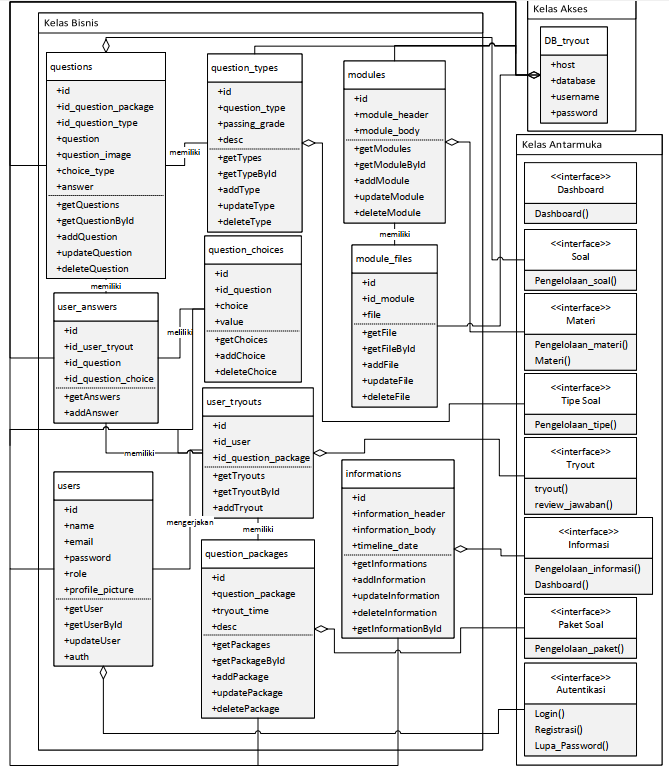 Kelas Bisnis
questions
+id
+id_question_package
+id_question_type
+question
+question_image
+choice_type
+answer
+getQuestions
+getQuestionById
+addQuestion
+updateQuestion
+deleteQuestion
memiliki
question_types
+id
+question_type
+passing_grade
+desc
+getTypes
+getTypeById
+addType
+updateType
+deleteType
modules
+id
+module_header
+module_body
+getModules
+getModuleById
+addModule
+updateModule
+deleteModule
memiliki
module_files
+id
+id_module
+file
+getFile
+getFileById
+addFile
+updateFile
+deleteFile
question_choices
+id
+id_question
+choice
+value
+getChoices
+addChoice
+deleteChoice
memiliki
user_answers
+id
+id_user_tryout
+id_question
+id_question_choice
+getAnswers
+addAnswer
meliliki
user_tryouts
+id
+id_user
+id_question_package
+getTryouts
+getTryoutById
+addTryout
memiliki
users
+id
+name
+email
+password
+role
+profile_picture
+getUser
+getUserById
+updateUser
+auth
mengerjakan
memiliki
question_packages
+id
+question_package
+tryout_time
+desc
+getPackages
+getPackageById
+addPackage
+updatePackage
+deletePackage
informations
+id
+information_header
+information_body
+timeline_date
+getInformations
+addInformation
+updateInformation
+deleteInformation
+getInformationById
Kelas Akses
DB_tryout
+host
+database
+username
+password
Kelas Antarmuka
<<interface>>
Dashboard
Dashboard()
<<interface>>
Soal
Pengelolaan_soal()
<<interface>>
Materi
Pengelolaan_materi()
Materi()
<<interface>>
Tipe Soal
Pengelolaan_tipe()
<<interface>>
Tryout
tryout()
review_jawaban()
<<interface>>
Informasi
Pengelolaan_informasi()
Dashboard()
<<interface>>
Paket Soal
Pengelolaan_paket()
<<interface>>
Autentikasi
Login()
Registrasi()
Lupa_Password()